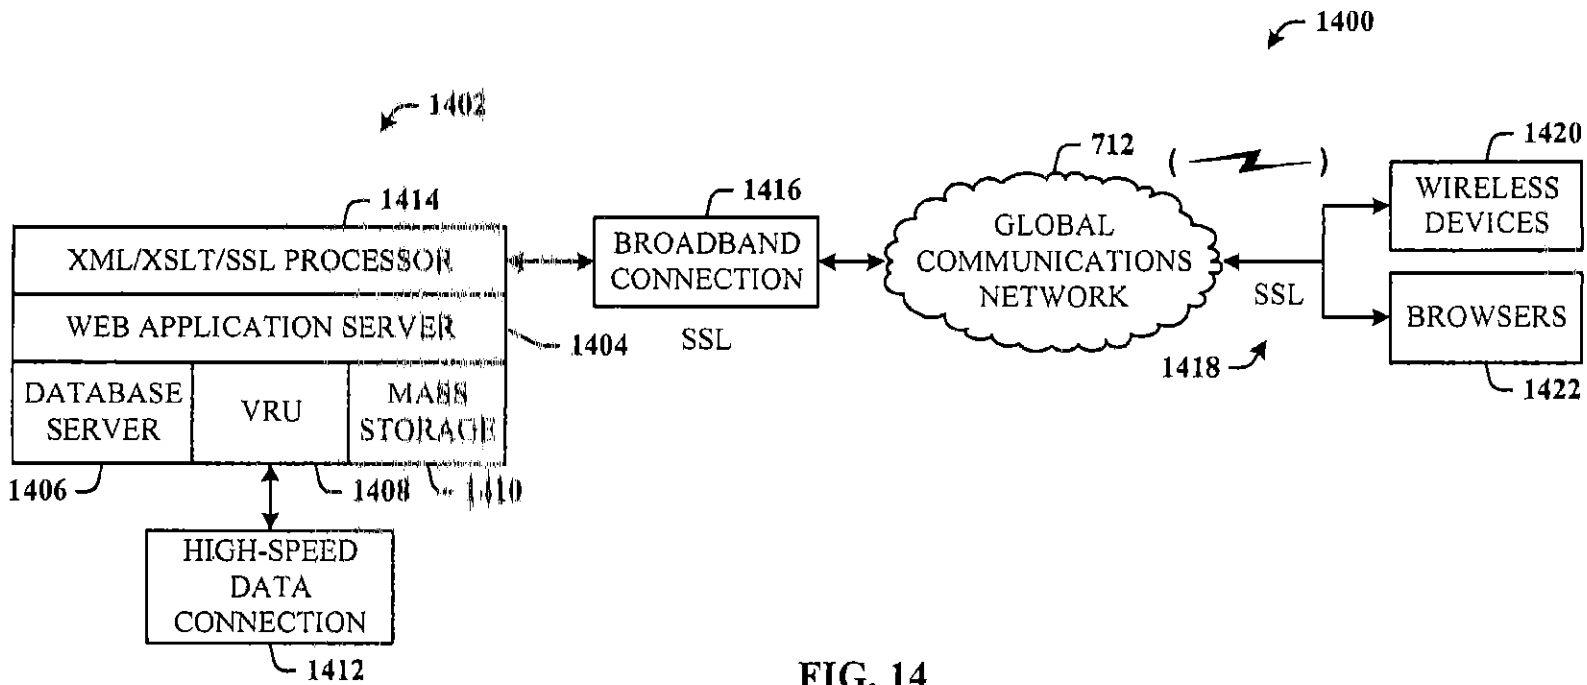 1400
1402
1420
712
( )
1416
1414
WIRELESS
DEVICES
BROADBAND
CONNECTION
GLOBAL
COMMUNICATIONS
NETWORK
XML/XSLT/SSL PROCESSOR
SSL
BROWSERS
WEB APPLICATION SERVER
1404
SSL
1418
1422
DATABASE
SERVER
VRU
MASS
STORAGE
1406
1408
1410
HIGH-SPEED
DATA
CONNECTION
1412
FIG. 14